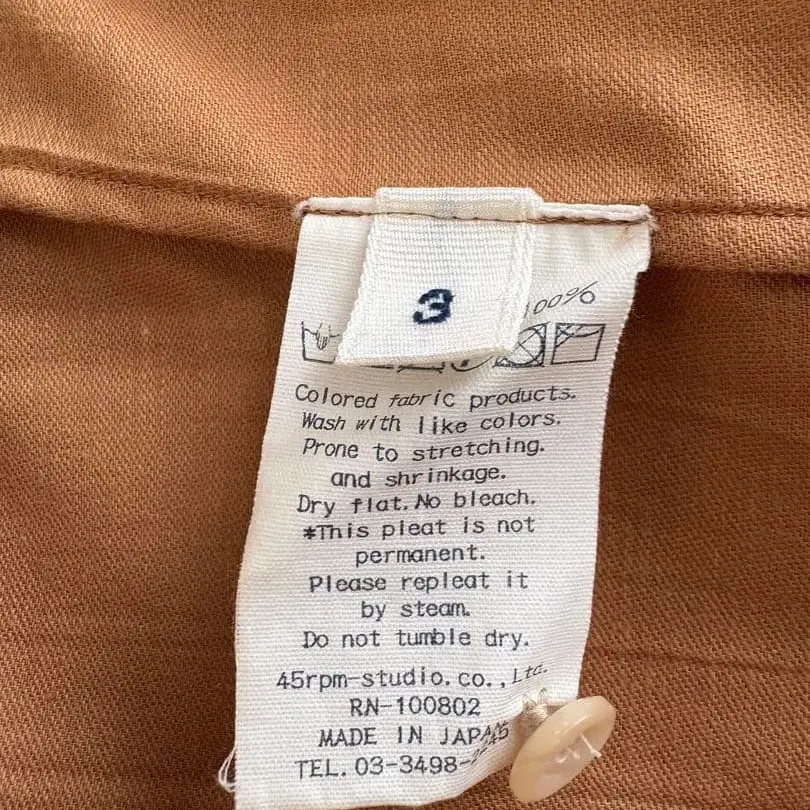 3
100%
Colored fabric products.
Wash with like colors.
Prone to stretching.
and shrinkage.
Dry flat. No bleach.
*This pleat is not
permanent.
Please repleat it
by steam.
Do not tumble dry.
45rpm-studio.co.,Ltd.
RN-100802
MADE IN JAPAN
TEL. 03-3498-2245